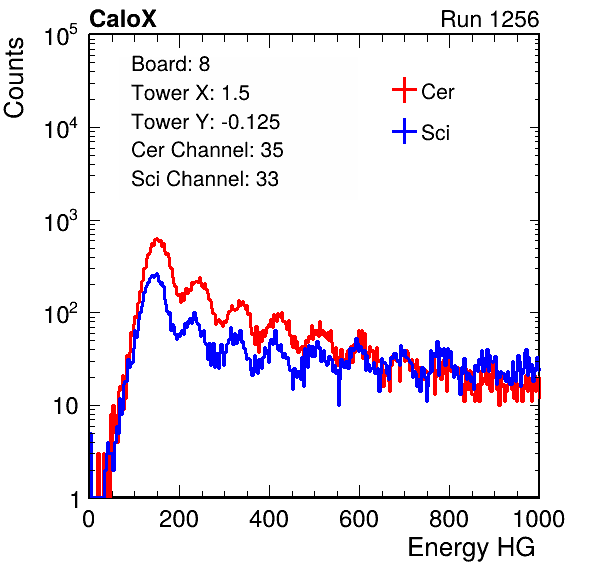 CaloX Run 1256
Counts
10^5
10^4
10^3
10^2
10
1
Board: 8
Tower X: 1.5
Tower Y: -0.125
Cer Channel: 35
Sci Channel: 33
Cer
Sci
0 200 400 600 800 1000
Energy HG